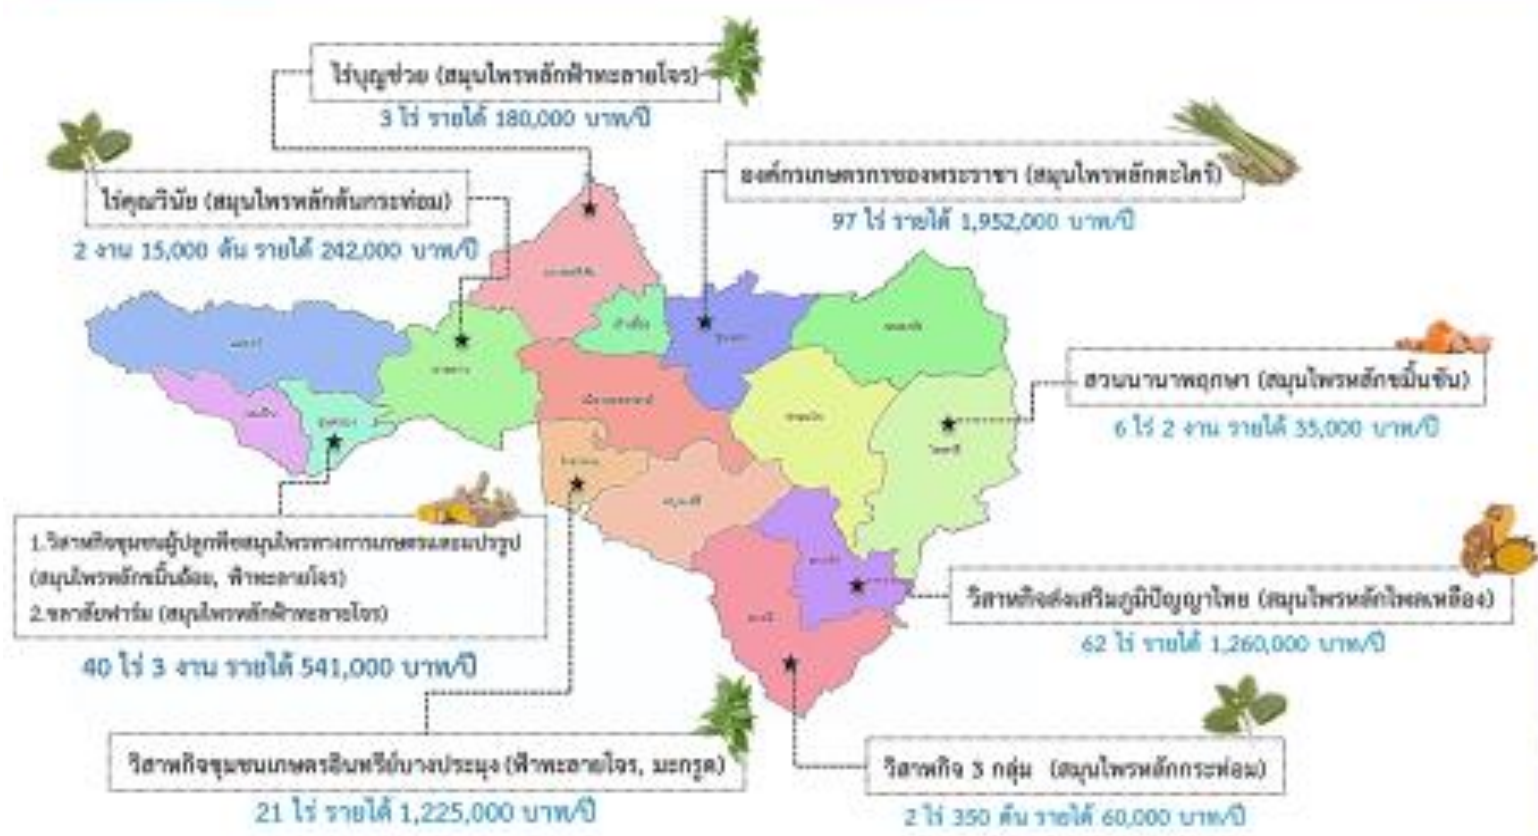 ไร่บุญช่วย (สมุนไพรหลักฟ้าทะลายโจร)
3 ไร่ รายได้ 180,000 บาท/ปี
องค์กรเกษตรกรของพระราชา (สมุนไพรหลักตะไคร้)
97 ไร่ รายได้ 1,952,000 บาท/ปี
ไร่คุณวินัย (สมุนไพรหลักต้นกระท่อม)
2 งาน 15,000 ต้น รายได้ 242,000 บาท/ปี
สวนนานาพฤกษา (สมุนไพรหลักขมิ้นชัน)
6 ไร่ 2 งาน รายได้ 35,000 บาท/ปี
1.วิสาหกิจชุมชนผู้ปลูกพืชสมุนไพรทางการเกษตรและแปรรูป
(สมุนไพรหลักขมิ้นอ้อย, ฟ้าทะลายโจร)
2.ชลาลัยฟาร์ม (สมุนไพรหลักฟ้าทะลายโจร)
40 ไร่ 3 งาน รายได้ 541,000 บาท/ปี
วิสาหกิจส่งเสริมภูมิปัญญาไทย (สมุนไพรหลักไพลเหลือง)
62 ไร่ รายได้ 1,260,000 บาท/ปี
วิสาหกิจชุมชนเกษตรอินทรีย์บางประมุง (ฟ้าทะลายโจร, มะกรูด)
21 ไร่ รายได้ 1,225,000 บาท/ปี
วิสาหกิจ 3 กลุ่ม (สมุนไพรหลักกระท่อม)
2 ไร่ 350 ต้น รายได้ 60,000 บาท/ปี